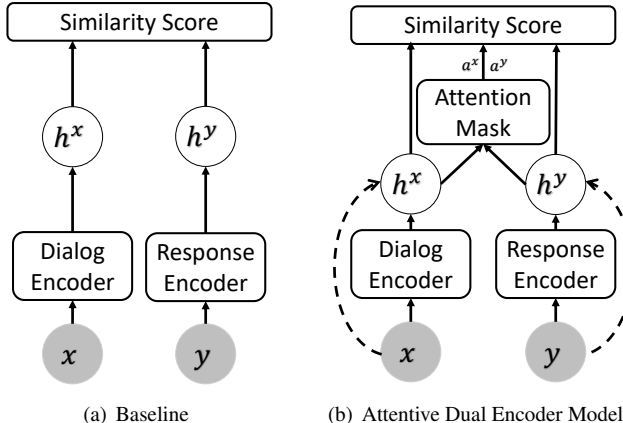 Similarity Score
h^x
h^y
Dialog
Encoder
Response
Encoder
x
y
(a) Baseline
Similarity Score
a^x a^y
Attention
Mask
h^x
h^y
Dialog
Encoder
Response
Encoder
x
y
(b) Attentive Dual Encoder Model